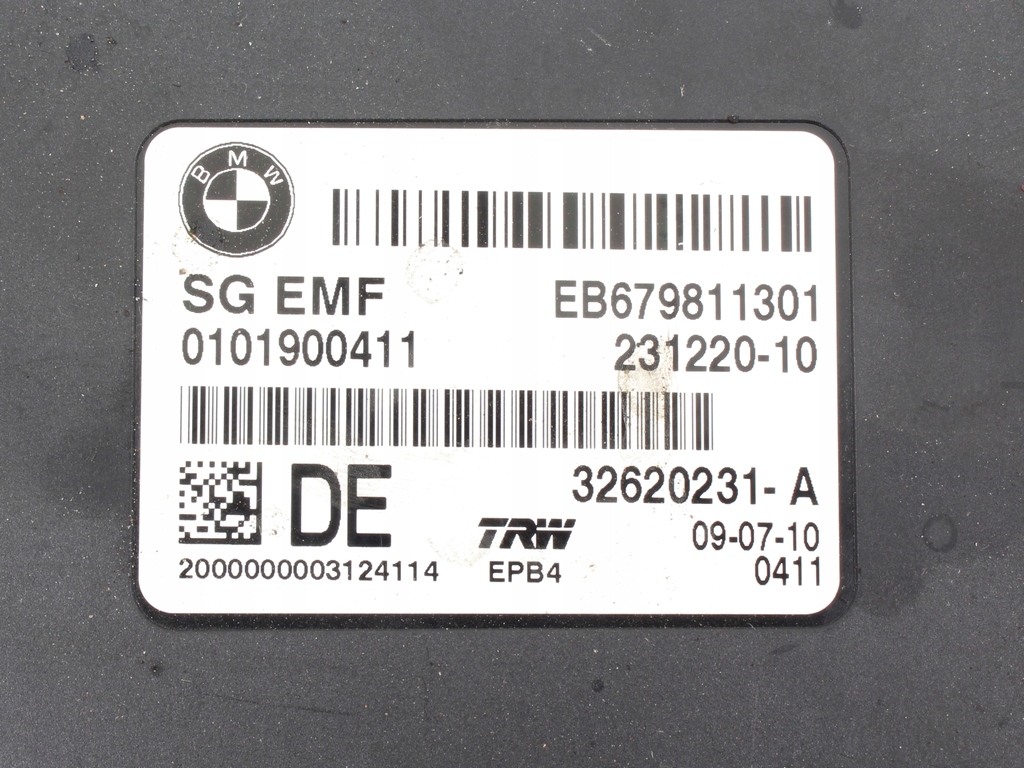 BMW
SG EMF EB679811301
0101900411 231220-10
DE 32620231- A
TRW 09-07-10
2000000003124114 EPB4 0411